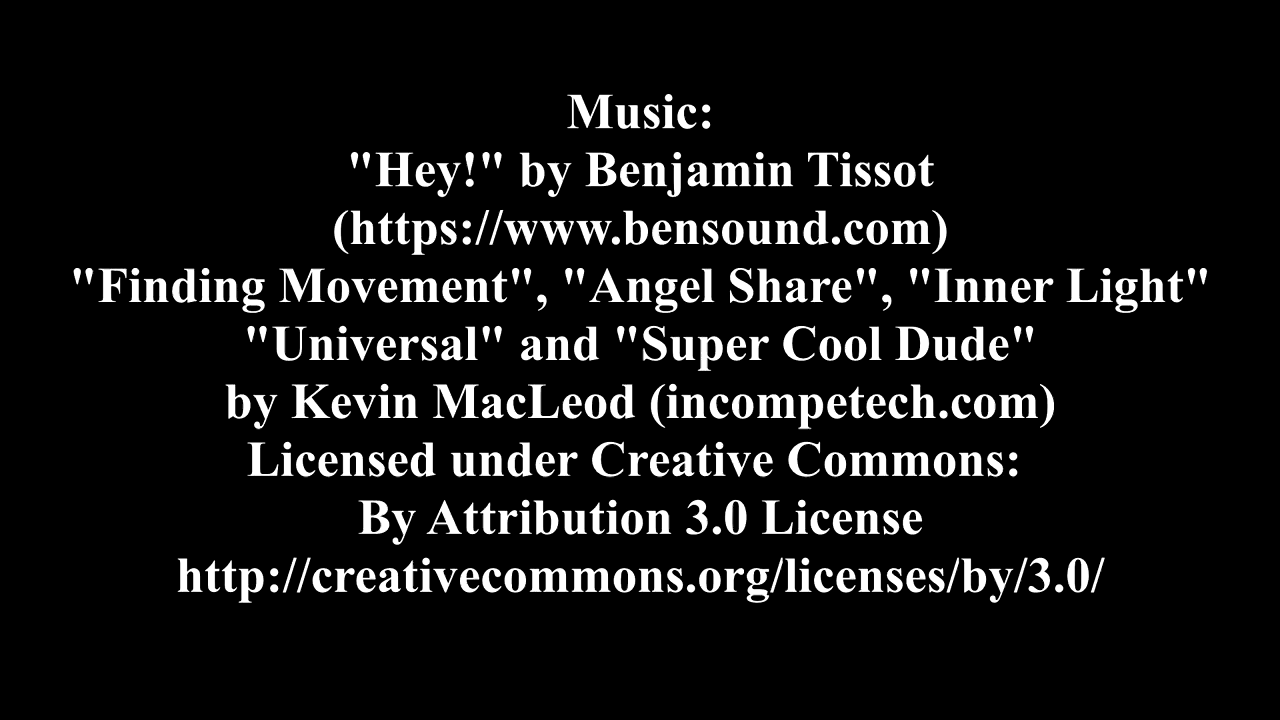 Music:
"Hey!" by Benjamin Tissot
(https://www.bensound.com)
"Finding Movement", "Angel Share", "Inner Light"
"Universal" and "Super Cool Dude"
by Kevin MacLeod (incompetech.com)
Licensed under Creative Commons:
By Attribution 3.0 License
http://creativecommons.org/licenses/by/3.0/